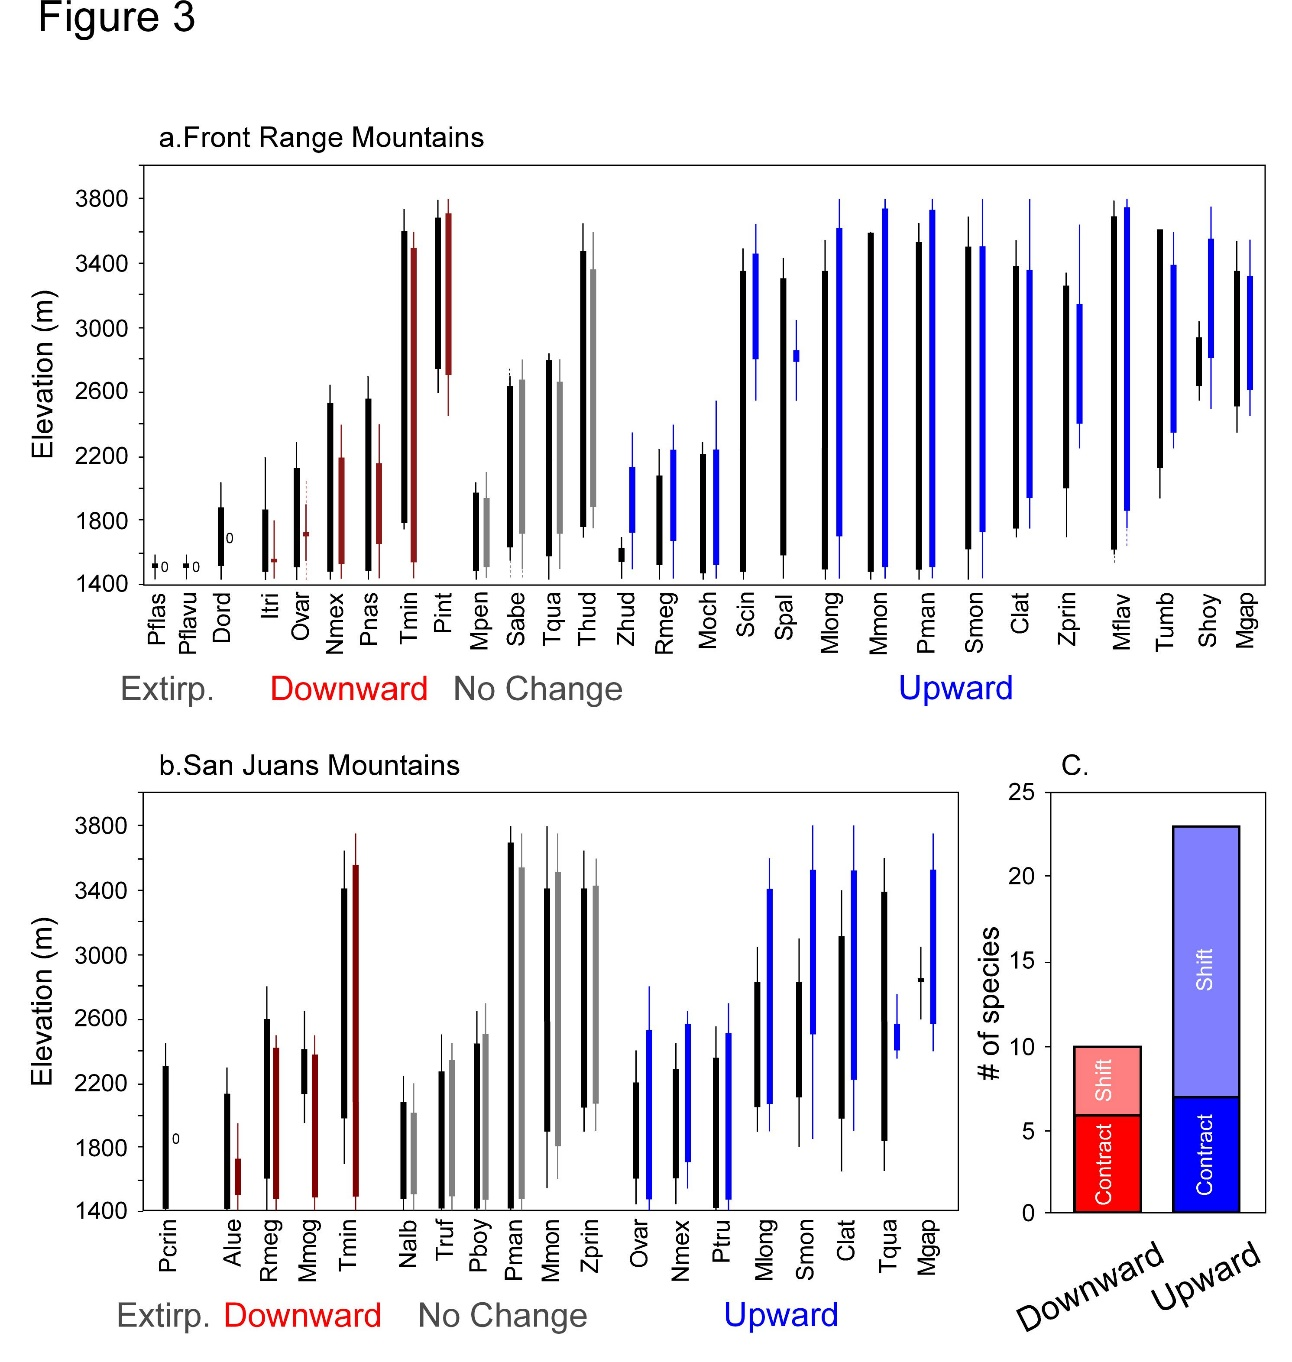 Figure 3
a.Front Range Mountains
Elevation (m)
3800
3400
3000
2600
2200
1800
1400
0 0 0
Pflas Pflavu Dord Itri Ovar Nmex Pnas Tmin Pint Mpen Sabe Tqua Thud Zhud Rmeg Moch Scin Spal Mlong Mmon Pman Smon Clat Zprin Mflav Tumb Shoy Mgap
Extirp. Downward No Change Upward
b.San Juans Mountains
Elevation (m)
3800
3400
3000
2600
2200
1800
1400
0
Pcrin Alue Rmeg Mmog Tmin Nalb Truf Pboy Pman Mmon Zprin Ovar Nmex Ptru Mlong Smon Clat Tqua Mgap
Extirp. Downward No Change Upward
C.
# of species
25
20
15
10
5
0
Shift
Contract
Shift
Contract
Downward Upward